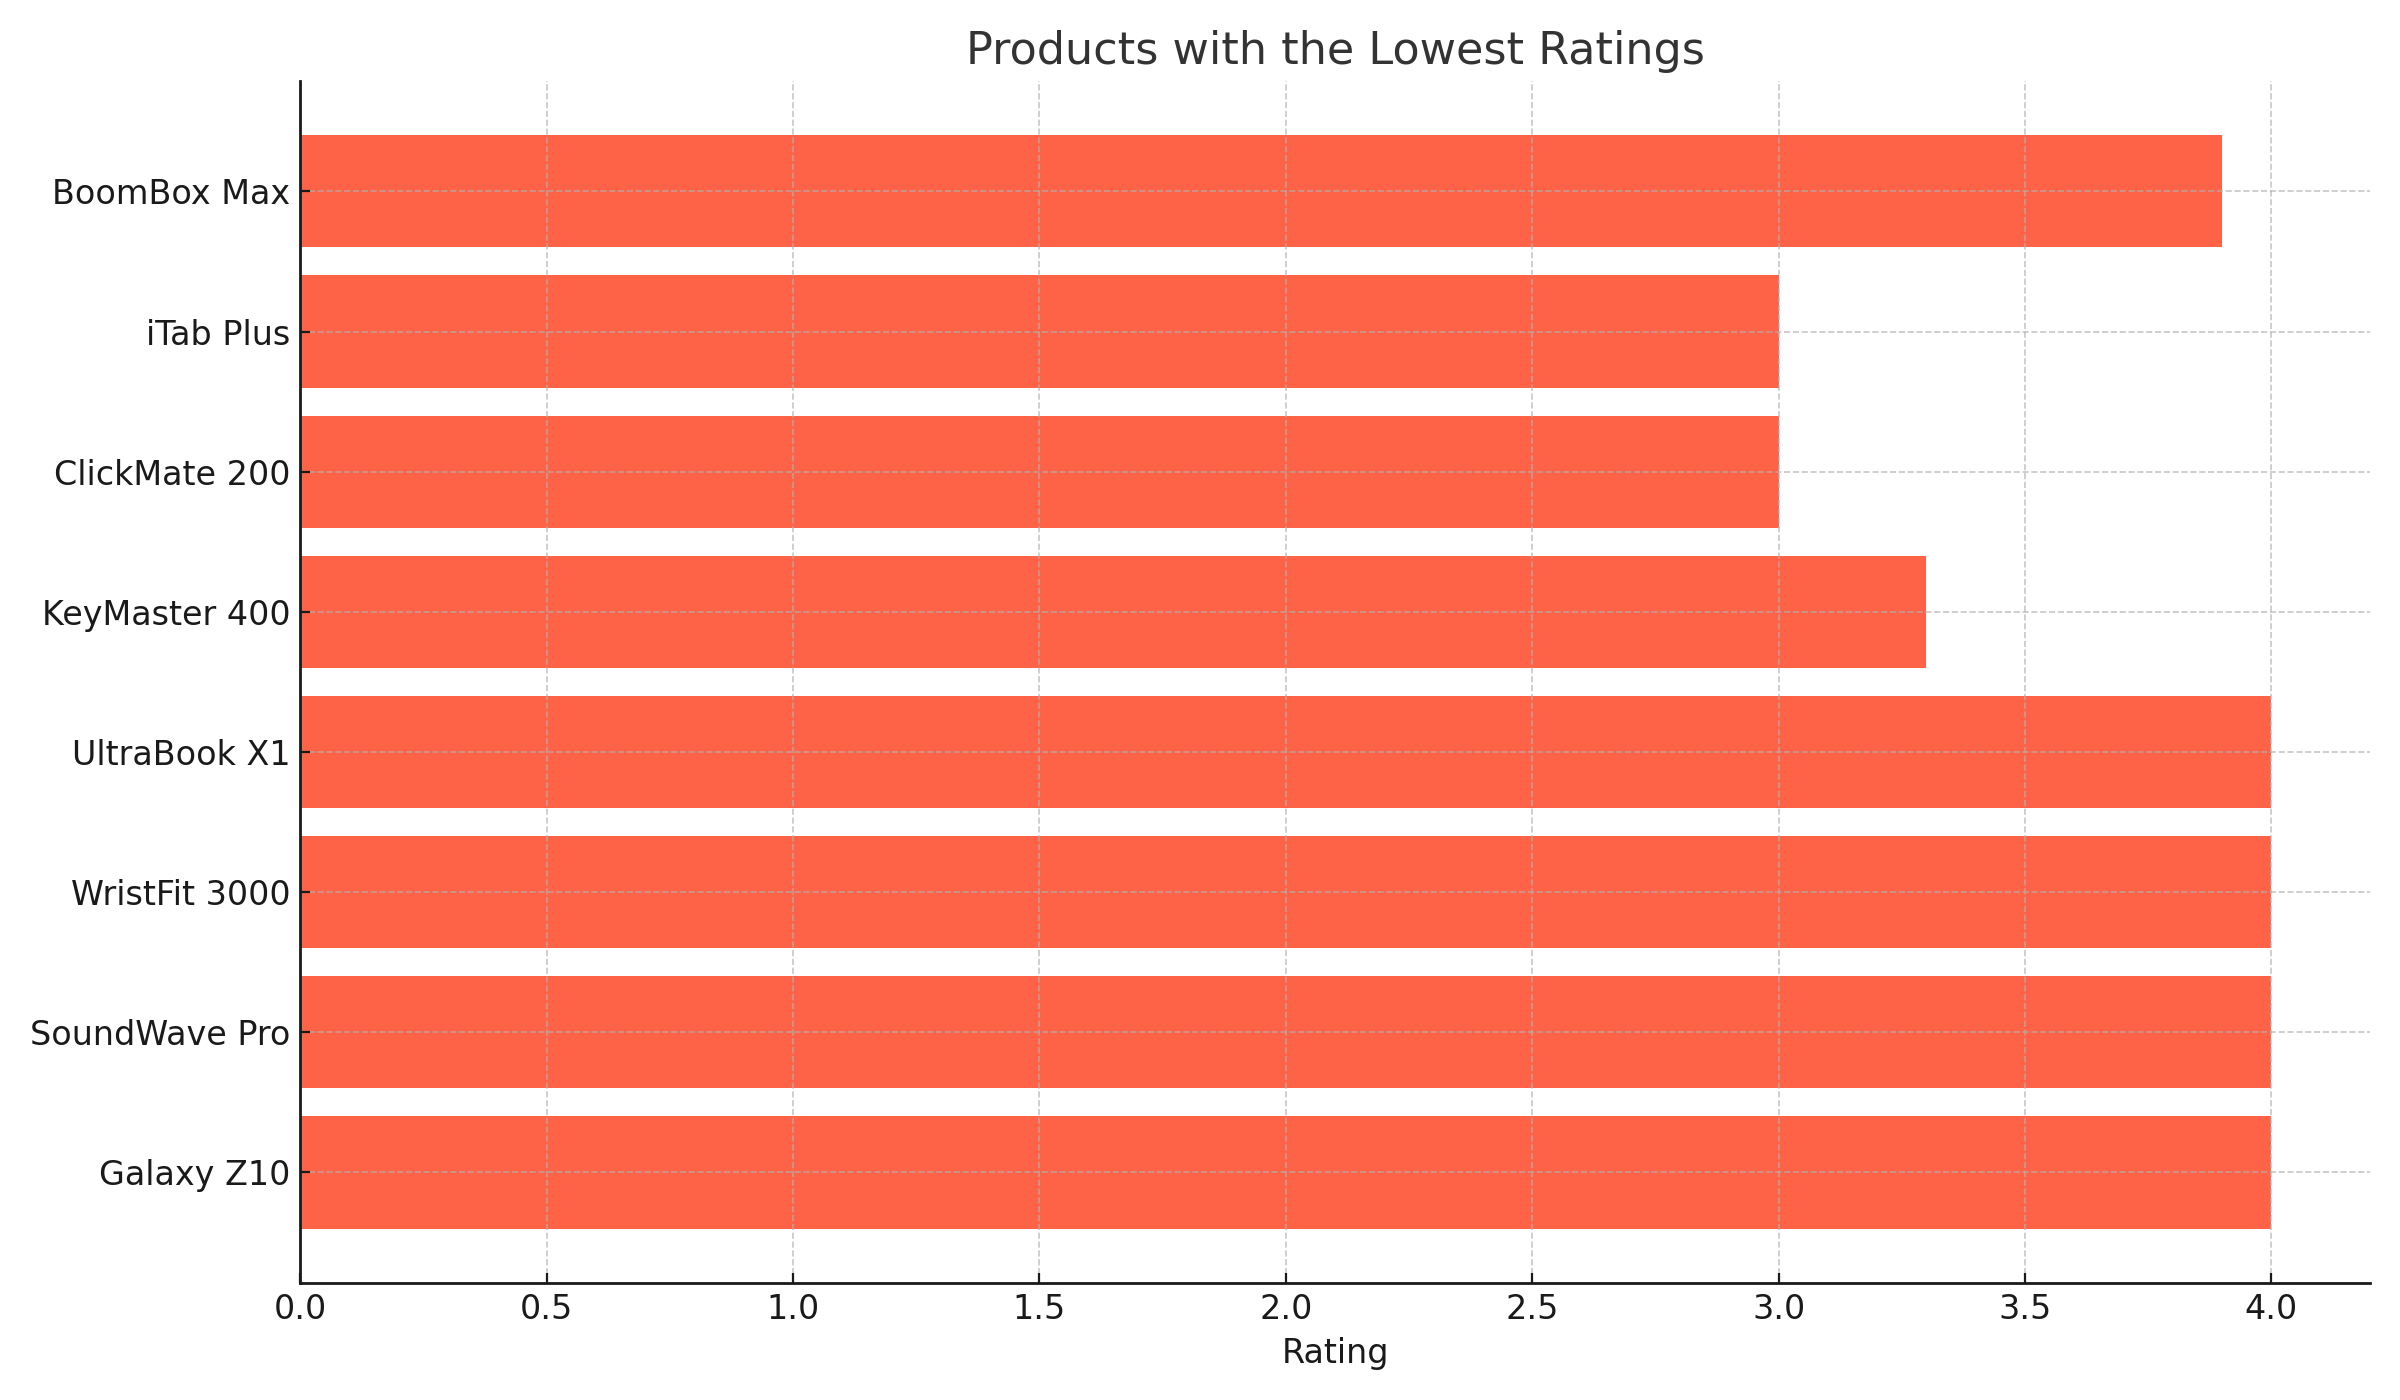 Products with the Lowest Ratings
BoomBox Max
iTab Plus
ClickMate 200
KeyMaster 400
UltraBook X1
WristFit 3000
SoundWave Pro
Galaxy Z10
0.0 0.5 1.0 1.5 2.0 2.5 3.0 3.5 4.0
Rating